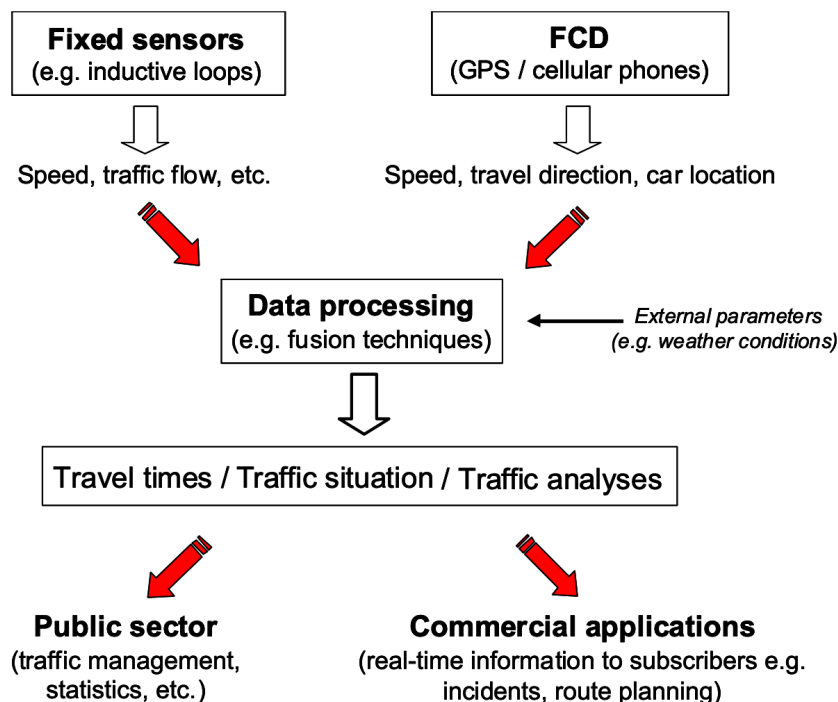 Fixed sensors
(e.g. inductive loops)
FCD
(GPS / cellular phones)
Speed, traffic flow, etc.
Speed, travel direction, car location
Data processing
(e.g. fusion techniques)
External parameters
(e.g. weather conditions)
Travel times / Traffic situation / Traffic analyses
Public sector
(traffic management,
statistics, etc.)
Commercial applications
(real-time information to subscribers e.g.
incidents, route planning)